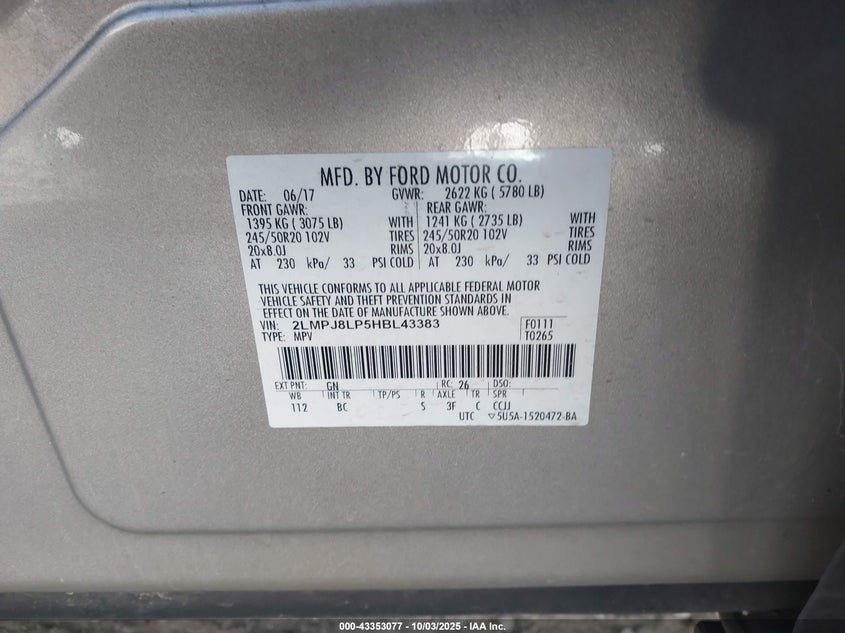 MFD. BY FORD MOTOR CO.
DATE: 06/17 GVWR: 2622 KG ( 5780 LB)
FRONT GAWR: REAR GAWR:
1395 KG ( 3075 LB) WITH 1241 KG ( 2735 LB) WITH
245/50R20 102V TIRES 245/50R20 102V TIRES
20x8.0J RIMS 20x8.0J RIMS
AT 230 kPa/ 33 PSI COLD AT 230 kPa/ 33 PSI COLD
THIS VEHICLE CONFORMS TO ALL APPLICABLE FEDERAL MOTOR
VEHICLE SAFETY AND THEFT PREVENTION STANDARDS IN
EFFECT ON THE DATE OF MANUFACTURE SHOWN ABOVE.
VIN: 2LMPJ8LP5HBL43383 F0111
TYPE: MPV T0265
EXT PNT: GN RC: 26 DSO:
WB INT TR TP/PS R AXLE TR SPR
112 BC S 3F C CCJJ
UTC ▽5U5A-1520472-BA
000-43353077 - 10/03/2025 - IAA Inc.